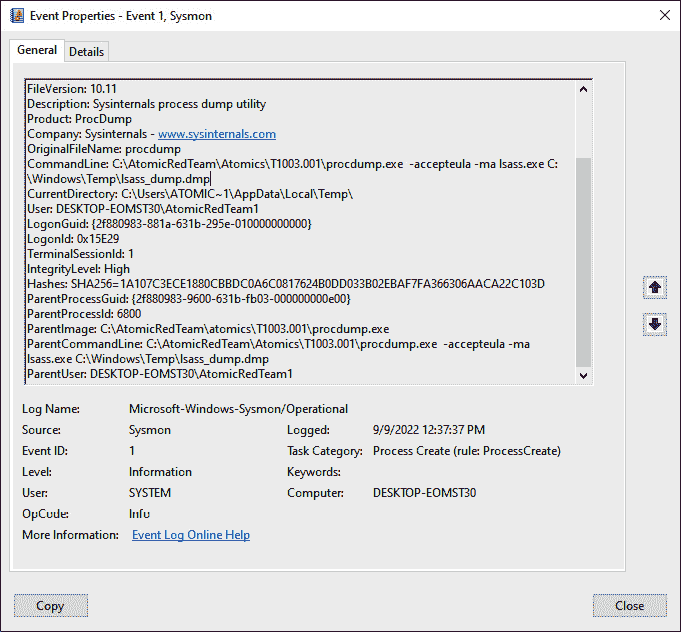 Event Properties - Event 1, Sysmon
General
Details
FileVersion: 10.11
Description: Sysinternals process dump utility
Product: ProcDump
Company: Sysinternals - www.sysinternals.com
OriginalFileName: procdump
CommandLine: C:\AtomicRedTeam\Atomics\T1003.001\procdump.exe -accepteula -ma lsass.exe C:
\Windows\Temp\lsass_dump.dmp
CurrentDirectory: C:\Users\ATOMIC~1\AppData\Local\Temp\
User: DESKTOP-EOMST30\AtomicRedTeam1
LogonGuid: {2f880983-881a-631b-295e-010000000000}
LogonId: 0x15E29
TerminalSessionId: 1
IntegrityLevel: High
Hashes: SHA256=1A107C3ECE1880CBBDC0A6C0817624B0DD033B02EBAF7FA366306AACA22C103D
ParentProcessGuid: {2f880983-9600-631b-fb03-000000000e00}
ParentProcessId: 6800
ParentImage: C:\AtomicRedTeam\atomics\T1003.001\procdump.exe
ParentCommandLine: C:\AtomicRedTeam\Atomics\T1003.001\procdump.exe -accepteula -ma
lsass.exe C:\Windows\Temp\lsass_dump.dmp
ParentUser: DESKTOP-EOMST30\AtomicRedTeam1
Log Name: Microsoft-Windows-Sysmon/Operational
Source: Sysmon Logged: 9/9/2022 12:37:37 PM
Event ID: 1 Task Category: Process Create (rule: ProcessCreate)
Level: Information Keywords:
User: SYSTEM Computer: DESKTOP-EOMST30
OpCode: Info
More Information: Event Log Online Help
Copy
Close